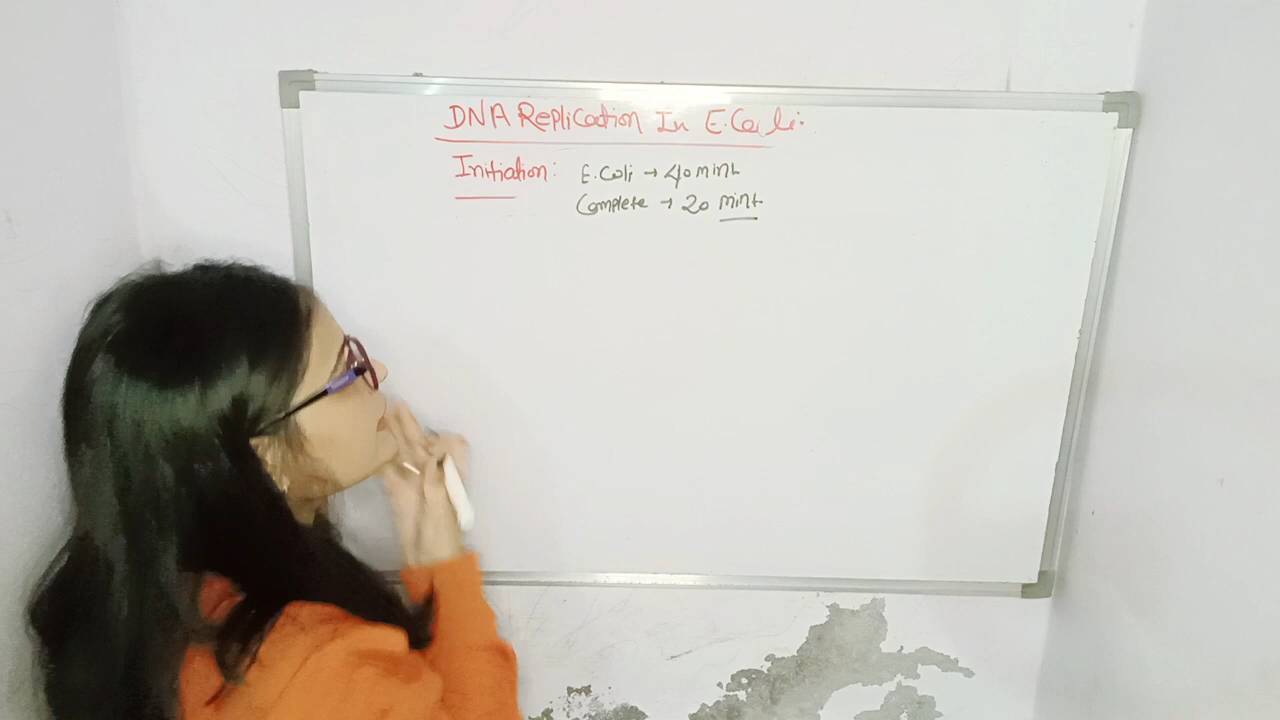 DNA Replication In E.Coli:
Initiation: E.Coli → 40 mint
Complete → 20 mint